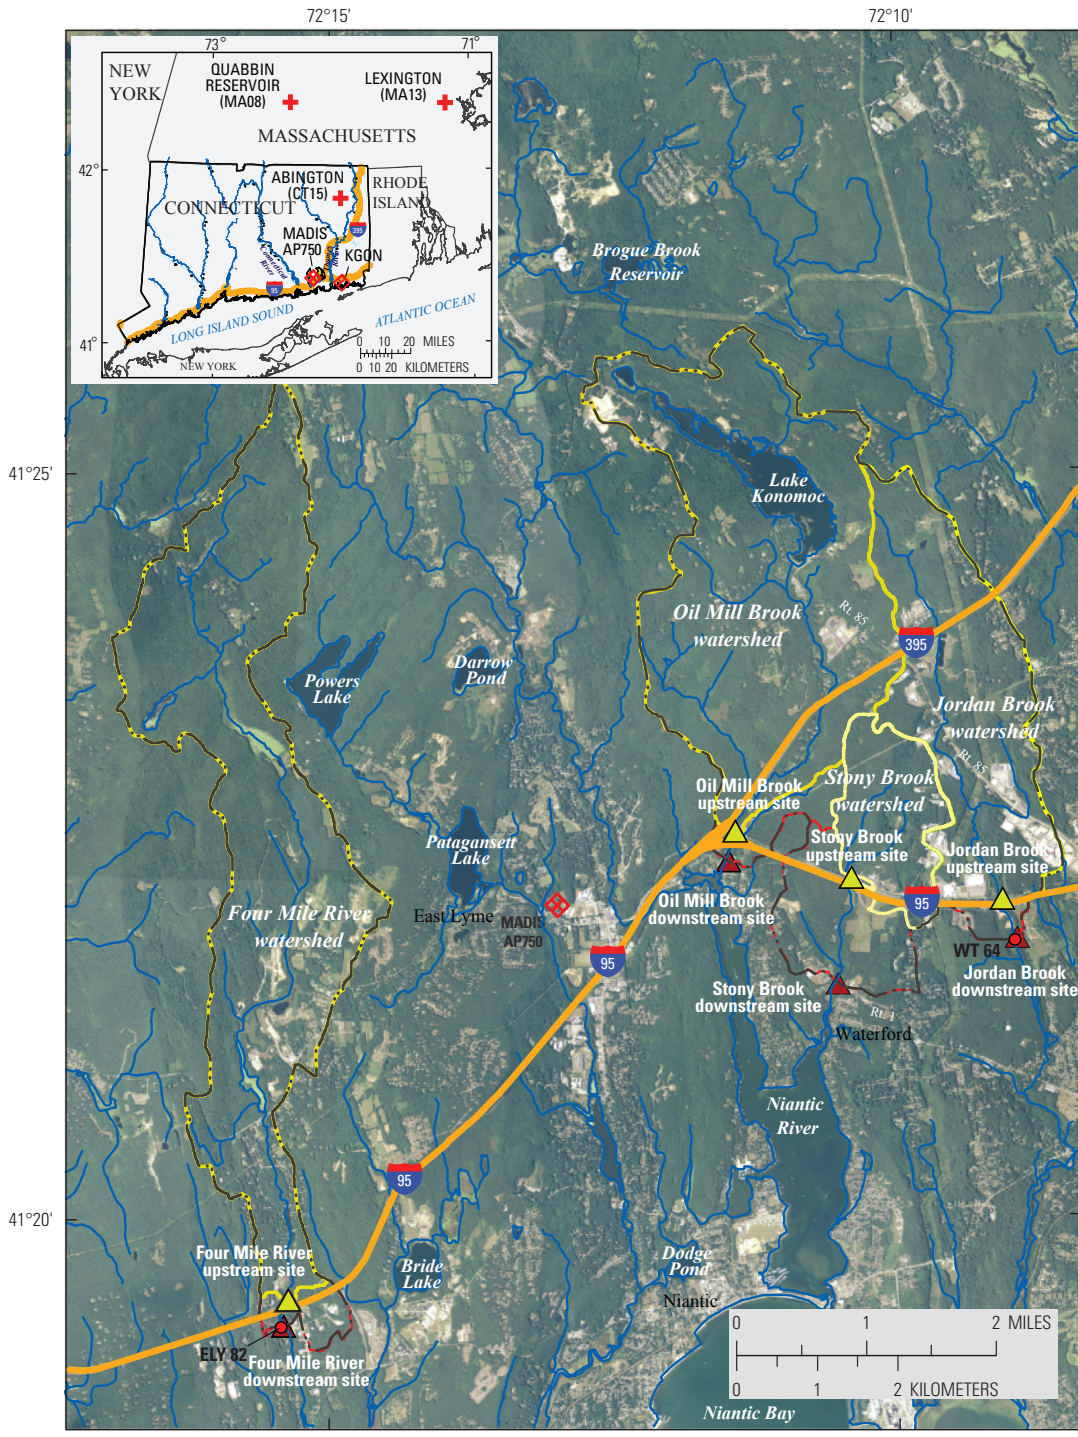 72°15'
72°10'
73°
71°
NEW
YORK
QUABBIN
RESERVOIR
(MA08)
LEXINGTON
(MA13)
MASSACHUSETTS
42°
ABINGTON
(CT15)
RHODE
ISLAND
CONNECTICUT
MADIS
AP750
395
KGON
Connecticut
River
95
LONG ISLAND SOUND
ATLANTIC OCEAN
41°
NEW YORK
0 10 20 MILES
0 10 20 KILOMETERS
Brogue Brook
Reservoir
41°25'
Lake
Konomoc
Oil Mill Brook
watershed
Rt. 85
395
Powers
Lake
Darrow
Pond
Jordan Brook
watershed
Rt. 85
Stony Brook
watershed
Oil Mill Brook
upstream site
Stony Brook
upstream site
Jordan Brook
upstream site
Patagansett
Lake
East Lyme
MADIS
AP750
Oil Mill Brook
downstream site
95
Four Mile River
watershed
WT 64
95
Jordan Brook
downstream site
Stony Brook
downstream site
Rt. 1
Waterford
Niantic
River
95
41°20'
Four Mile River
upstream site
Bride
Lake
Dodge
Pond
Niantic
ELY 82
Four Mile River
downstream site
0 1 2 MILES
0 1 2 KILOMETERS
Niantic Bay